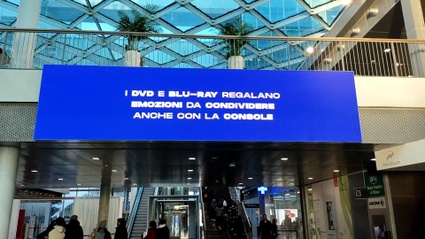 I DVD E BLU-RAY REGALANO
EMOZIONI DA CONDIVIDERE
ANCHE CON LA CONSOLE